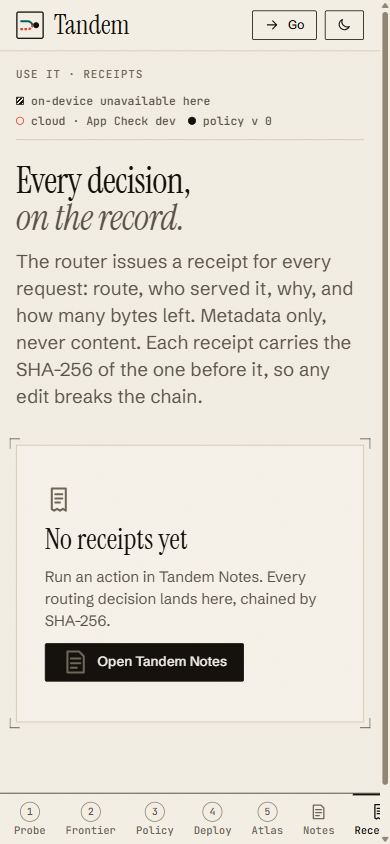 Tandem
Go
USE IT · RECEIPTS
on-device unavailable here
cloud · App Check dev
policy v 0
Every decision,
on the record.
The router issues a receipt for every
request: route, who served it, why, and
how many bytes left. Metadata only,
never content. Each receipt carries the
SHA-256 of the one before it, so any
edit breaks the chain.
No receipts yet
Run an action in Tandem Notes. Every
routing decision lands here, chained by
SHA-256.
Open Tandem Notes
1 2 3 4 5
Probe Frontier Policy Deploy Atlas Notes Rece